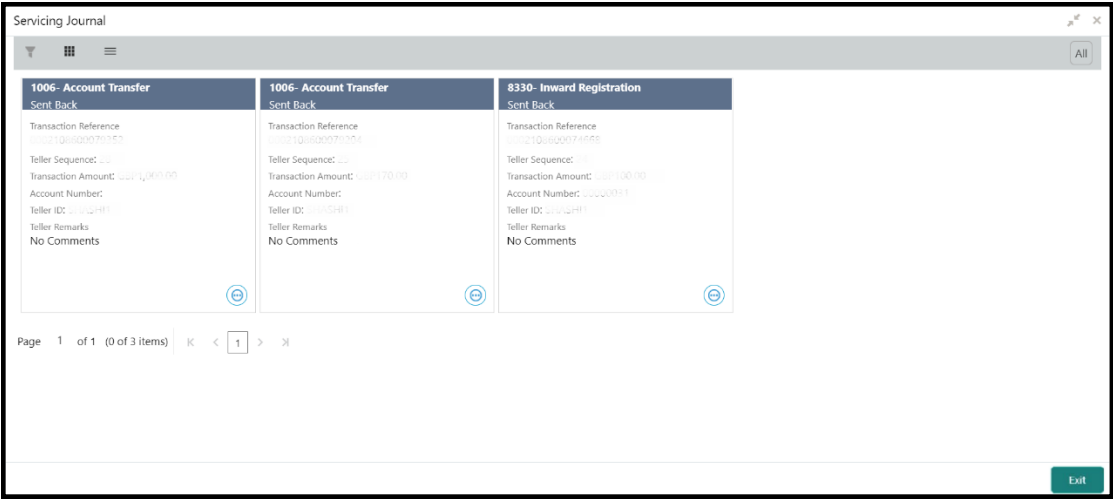 Servicing Journal
All
1006- Account Transfer
Sent Back
Transaction Reference
Teller Sequence:
Transaction Amount:
Account Number:
Teller ID:
Teller Remarks
No Comments
1006- Account Transfer
Sent Back
Transaction Reference
Teller Sequence:
Transaction Amount:
Account Number:
Teller ID:
Teller Remarks
No Comments
8330- Inward Registration
Sent Back
Transaction Reference
Teller Sequence:
Transaction Amount:
Account Number:
Teller ID:
Teller Remarks
No Comments
Page 1 of 1 (0 of 3 items) 1
Exit